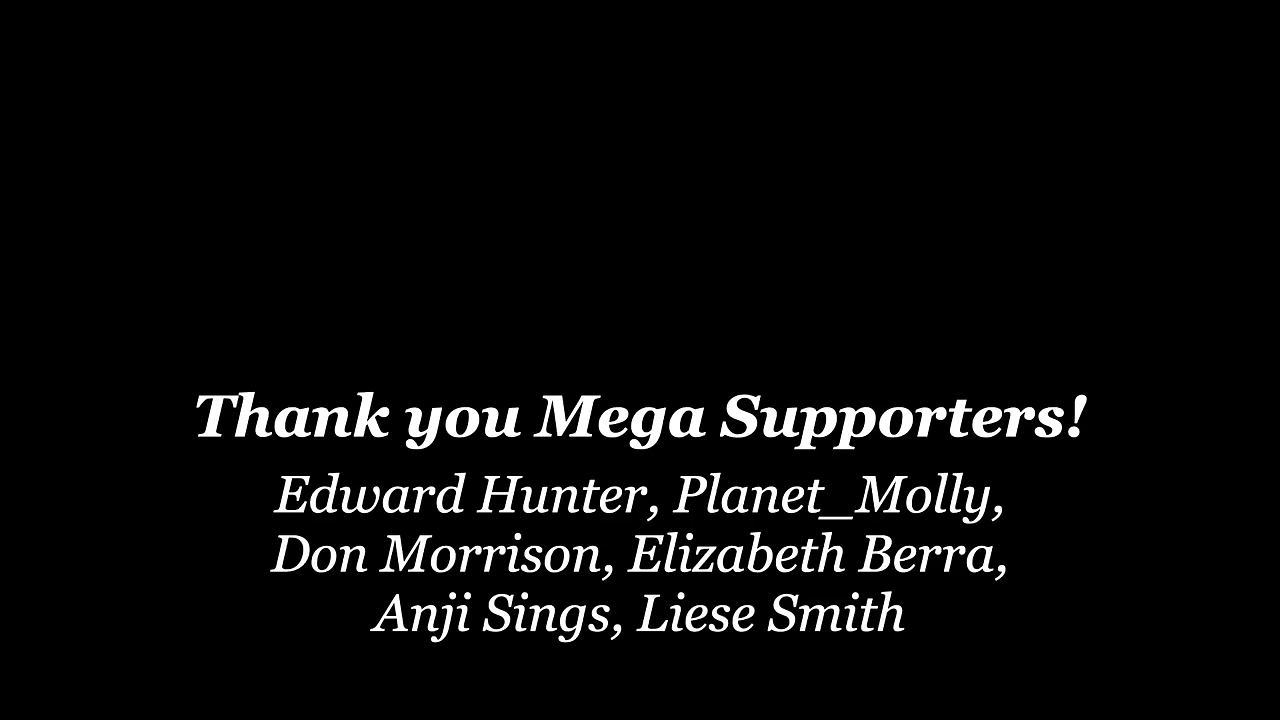 Thank you Mega Supporters!
Edward Hunter, Planet_Molly,
Don Morrison, Elizabeth Berra,
Anji Sings, Liese Smith